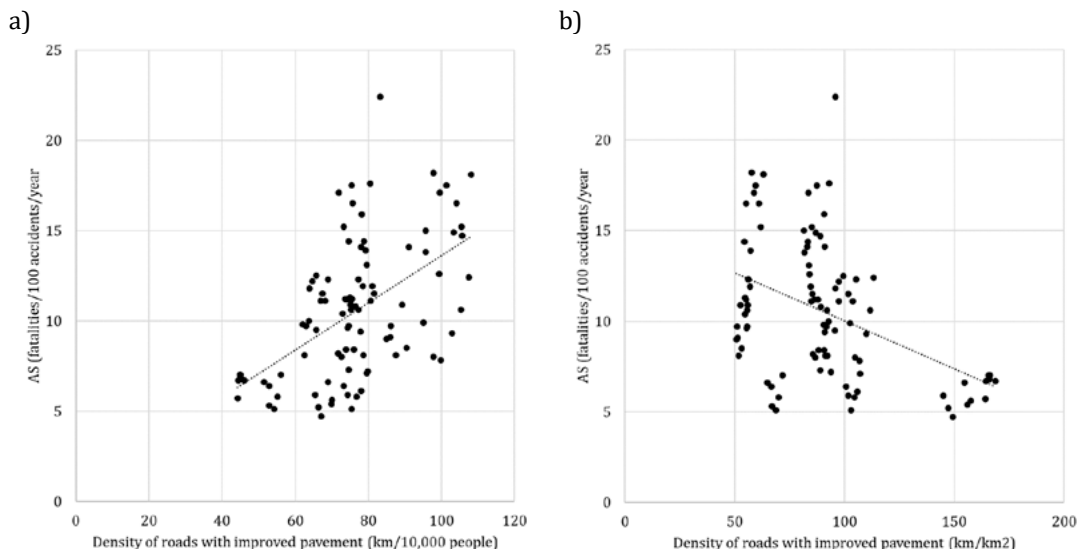 a)
b)
25
20
15
10
5
0
AS (fatalities/100 accidents/year
0 20 40 60 80 100 120
Density of roads with improved pavement (km/10,000 people)
25
20
15
10
5
0
AS (fatalities/100 accidents/year
0 50 100 150 200
Density of roads with improved pavement (km/km2)